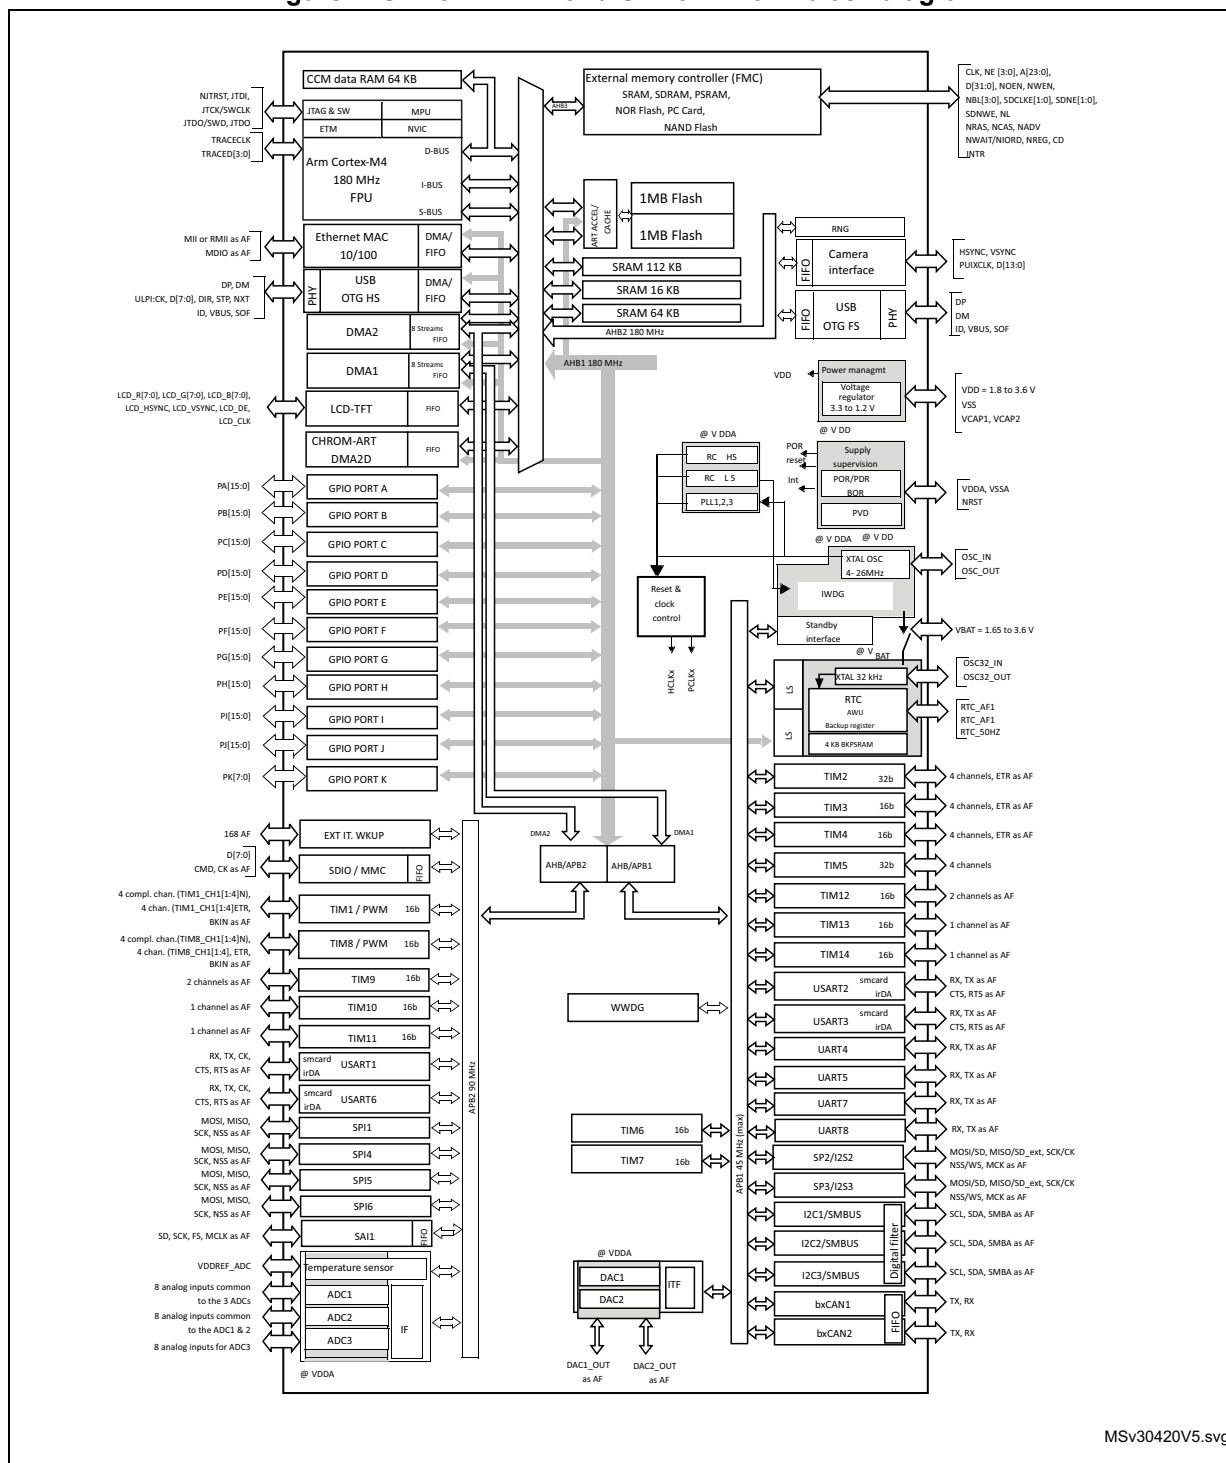 CCM data RAM 64 KB
NJTRST, JTDI,
JTCK/SWCLK
JTDO/SWD, JTDO
JTAG & SW
MPU
ETM
NVIC
TRACECLK
TRACED[3:0]
Arm Cortex-M4
180 MHz
FPU
D-BUS
I-BUS
S-BUS
MII or RMII as AF
MDIO as AF
Ethernet MAC
10/100
DMA/
FIFO
DP, DM
ULPI:CK, D[7:0], DIR, STP, NXT
ID, VBUS, SOF
PHY
USB
OTG HS
DMA/
FIFO
DMA2
8 Streams
FIFO
DMA1
8 Streams
FIFO
LCD_R[7:0], LCD_G[7:0], LCD_B[7:0],
LCD_HSYNC, LCD_VSYNC, LCD_DE,
LCD_CLK
LCD-TFT
FIFO
CHROM-ART
DMA2D
FIFO
AHB3
External memory controller (FMC)
SRAM, SDRAM, PSRAM,
NOR Flash, PC Card,
NAND Flash
CLK, NE [3:0], A[23:0],
D[31:0], NOEN, NWEN,
NBL[3:0], SDCLKE[1:0], SDNE[1:0],
SDNWE, NL
NRAS, NCAS, NADV
NWAIT/NIORD, NREG, CD
INTR
ART ACCEL/
CACHE
1MB Flash
1MB Flash
SRAM 112 KB
SRAM 16 KB
SRAM 64 KB
AHB2 180 MHz
AHB1 180 MHz
RNG
FIFO
Camera
interface
HSYNC, VSYNC
PUIXCLK, D[13:0]
FIFO
USB
OTG FS
PHY
DP
DM
ID, VBUS, SOF
VDD
Power managmt
Voltage
regulator
3.3 to 1.2 V
VDD = 1.8 to 3.6 V
VSS
VCAP1, VCAP2
@ V DD
@ V DDA
RC HS
RC L S
PLL1,2,3
POR
reset
Int
Supply
supervision
POR/PDR
BOR
PVD
VDDA, VSSA
NRST
@ V DDA
@ V DD
XTAL OSC
4- 26MHz
OSC_IN
OSC_OUT
IWDG
Reset &
clock
control
HCLKx
PCLKx
Standby
interface
VBAT = 1.65 to 3.6 V
@ V BAT
LS
LS
XTAL 32 kHz
OSC32_IN
OSC32_OUT
RTC
AWU
Backup register
RTC_AF1
RTC_AF1
RTC_50HZ
4 KB BKPSRAM
PA[15:0]
GPIO PORT A
PB[15:0]
GPIO PORT B
PC[15:0]
GPIO PORT C
PD[15:0]
GPIO PORT D
PE[15:0]
GPIO PORT E
PF[15:0]
GPIO PORT F
PG[15:0]
GPIO PORT G
PH[15:0]
GPIO PORT H
PI[15:0]
GPIO PORT I
PJ[15:0]
GPIO PORT J
PK[7:0]
GPIO PORT K
168 AF
EXT IT. WKUP
D[7:0]
CMD, CK as AF
SDIO / MMC
FIFO
4 compl. chan. (TIM1_CH1[1:4]N),
4 chan. (TIM1_CH1[1:4]ETR,
BKIN as AF
TIM1 / PWM
16b
4 compl. chan.(TIM8_CH1[1:4]N),
4 chan. (TIM8_CH1[1:4], ETR,
BKIN as AF
TIM8 / PWM
16b
2 channels as AF
TIM9
16b
1 channel as AF
TIM10
16b
1 channel as AF
TIM11
16b
RX, TX, CK,
CTS, RTS as AF
smcard
irDA
USART1
RX, TX, CK,
CTS, RTS as AF
smcard
irDA
USART6
MOSI, MISO,
SCK, NSS as AF
SPI1
MOSI, MISO,
SCK, NSS as AF
SPI4
MOSI, MISO,
SCK, NSS as AF
SPI5
MOSI, MISO,
SCK, NSS as AF
SPI6
SD, SCK, FS, MCLK as AF
SAI1
FIFO
VDDREF_ADC
Temperature sensor
8 analog inputs common
to the 3 ADCs
ADC1
8 analog inputs common
to the ADC1 & 2
ADC2
8 analog inputs for ADC3
ADC3
IF
@ VDDA
APB2 90 MHz
DMA2
DMA1
AHB/APB2
AHB/APB1
WWDG
TIM6
16b
TIM7
16b
@ VDDA
DAC1
DAC2
ITF
DAC1_OUT
as AF
DAC2_OUT
as AF
APB1 45 MHz (max)
TIM2
32b
4 channels, ETR as AF
TIM3
16b
4 channels, ETR as AF
TIM4
16b
4 channels, ETR as AF
TIM5
32b
4 channels
TIM12
16b
2 channels as AF
TIM13
16b
1 channel as AF
TIM14
16b
1 channel as AF
USART2
smcard
irDA
RX, TX as AF
CTS, RTS as AF
USART3
smcard
irDA
RX, TX as AF
CTS, RTS as AF
UART4
RX, TX as AF
UART5
RX, TX as AF
UART7
RX, TX as AF
UART8
RX, TX as AF
SP2/I2S2
MOSI/SD, MISO/SD_ext, SCK/CK
NSS/WS, MCK as AF
SP3/I2S3
MOSI/SD, MISO/SD_ext, SCK/CK
NSS/WS, MCK as AF
I2C1/SMBUS
SCL, SDA, SMBA as AF
I2C2/SMBUS
SCL, SDA, SMBA as AF
I2C3/SMBUS
SCL, SDA, SMBA as AF
Digital filter
bxCAN1
TX, RX
bxCAN2
TX, RX
FIFO
MSv30420V5.svg